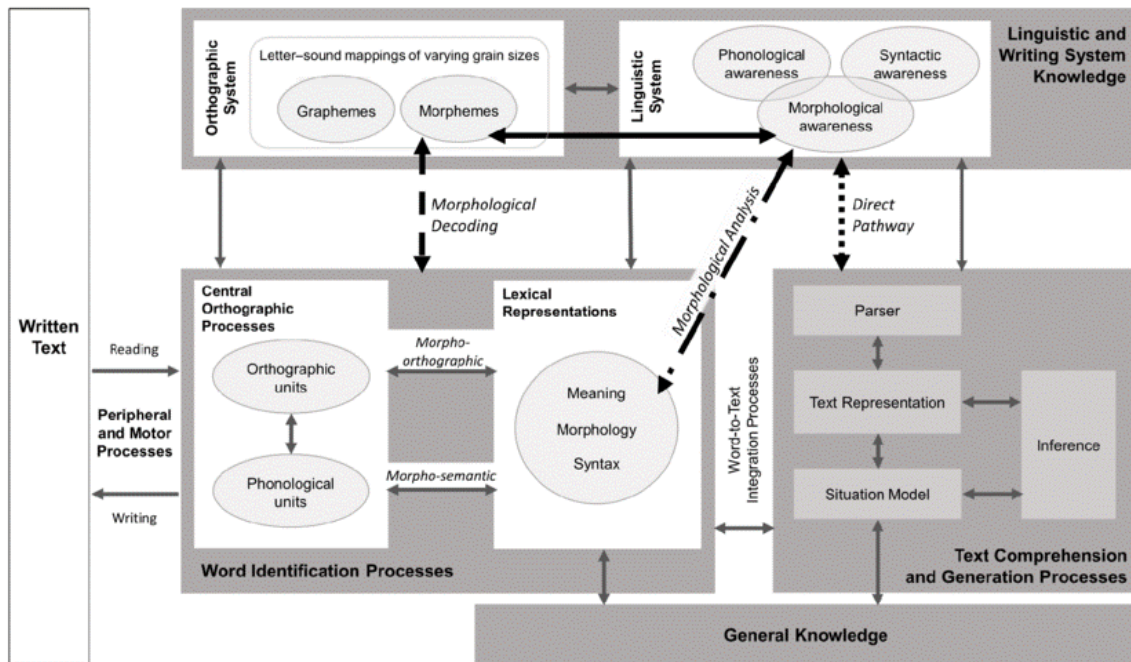 Written
Text
Reading
Peripheral
and Motor
Processes
Writing
Orthographic
System
Letter–sound mappings of varying grain sizes
Graphemes
Morphemes
Linguistic
System
Phonological
awareness
Syntactic
awareness
Morphological
awareness
Linguistic and
Writing System
Knowledge
Morphological
Decoding
Morphological Analysis
Direct
Pathway
Central
Orthographic
Processes
Orthographic
units
Phonological
units
Morpho-
orthographic
Morpho-semantic
Lexical
Representations
Meaning
Morphology
Syntax
Word Identification Processes
Word-to-Text
Integration Processes
Parser
Text Representation
Situation Model
Inference
Text Comprehension
and Generation Processes
General Knowledge